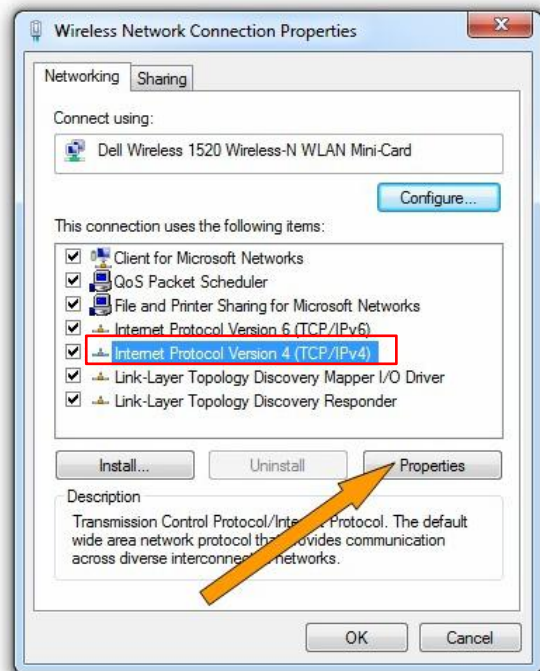 Wireless Network Connection Properties
Networking
Sharing
Connect using:
Dell Wireless 1520 Wireless-N WLAN Mini-Card
Configure...
This connection uses the following items:
Client for Microsoft Networks
QoS Packet Scheduler
File and Printer Sharing for Microsoft Networks
Internet Protocol Version 6 (TCP/IPv6)
Internet Protocol Version 4 (TCP/IPv4)
Link-Layer Topology Discovery Mapper I/O Driver
Link-Layer Topology Discovery Responder
Install...
Uninstall
Properties
Description
Transmission Control Protocol/Internet Protocol. The default
wide area network protocol that provides communication
across diverse interconnected networks.
OK
Cancel